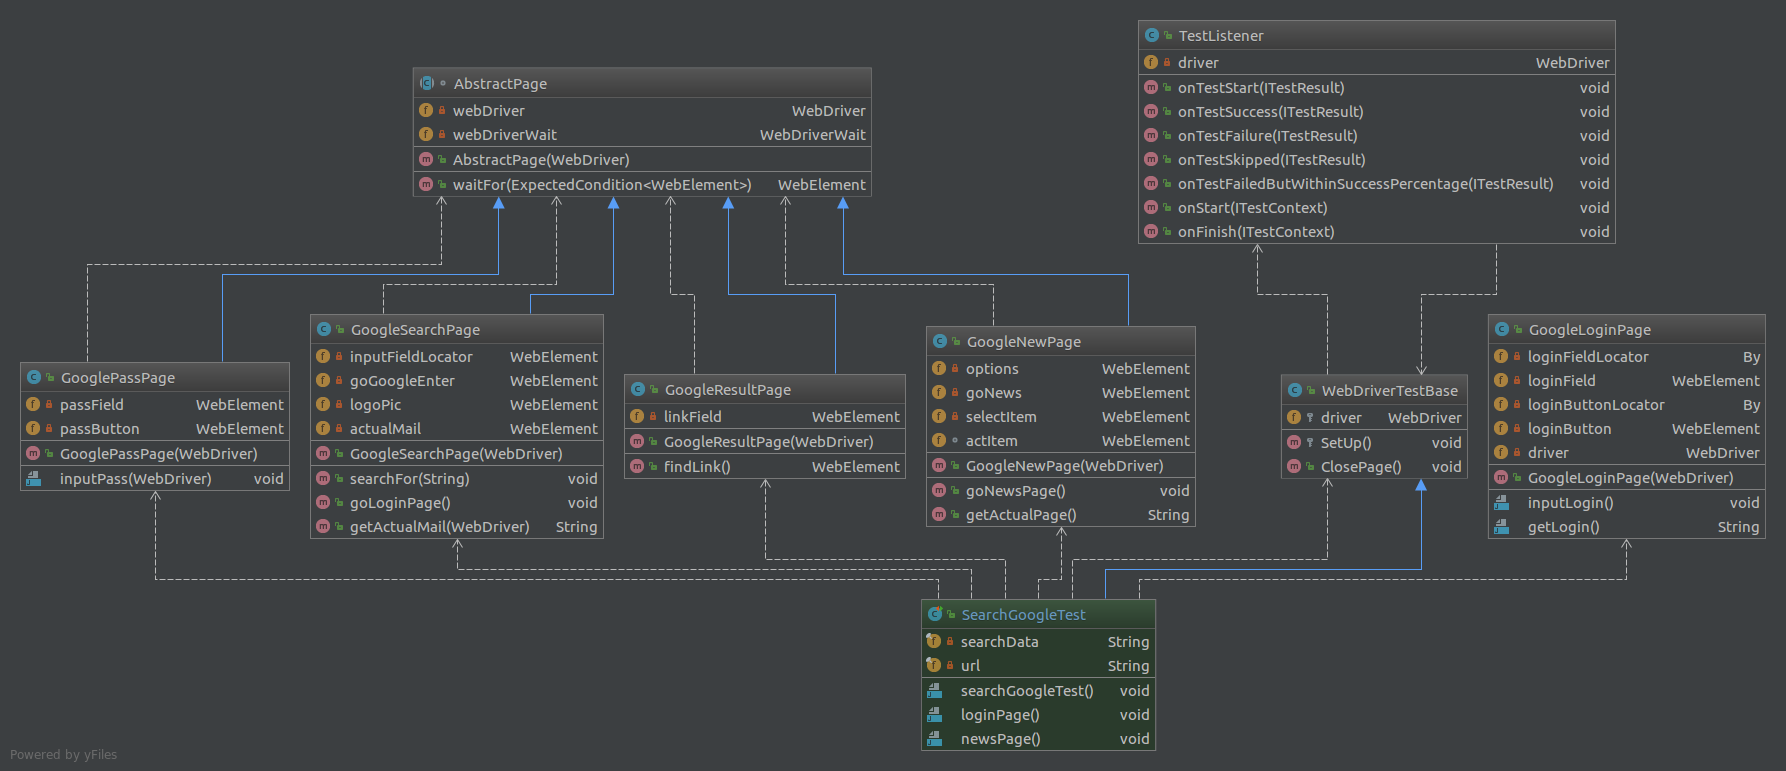 AbstractPage
webDriver WebDriver
webDriverWait WebDriverWait
AbstractPage(WebDriver)
waitFor(ExpectedCondition<WebElement>) WebElement
TestListener
driver WebDriver
onTestStart(ITestResult) void
onTestSuccess(ITestResult) void
onTestFailure(ITestResult) void
onTestSkipped(ITestResult) void
onTestFailedButWithinSuccessPercentage(ITestResult) void
onStart(ITestContext) void
onFinish(ITestContext) void
GooglePassPage
passField WebElement
passButton WebElement
GooglePassPage(WebDriver)
inputPass(WebDriver) void
GoogleSearchPage
inputFieldLocator WebElement
goGoogleEnter WebElement
logoPic WebElement
actualMail WebElement
GoogleSearchPage(WebDriver)
searchFor(String) void
goLoginPage() void
getActualMail(WebDriver) String
GoogleResultPage
linkField WebElement
GoogleResultPage(WebDriver)
findLink() WebElement
GoogleNewPage
options WebElement
goNews WebElement
selectItem WebElement
actItem WebElement
GoogleNewPage(WebDriver)
goNewsPage() void
getActualPage() String
WebDriverTestBase
driver WebDriver
SetUp() void
ClosePage() void
GoogleLoginPage
loginFieldLocator By
loginField WebElement
loginButtonLocator By
loginButton WebElement
driver WebDriver
GoogleLoginPage(WebDriver)
inputLogin() void
getLogin() String
SearchGoogleTest
searchData String
url String
searchGoogleTest() void
loginPage() void
newsPage() void
Powered by yFiles